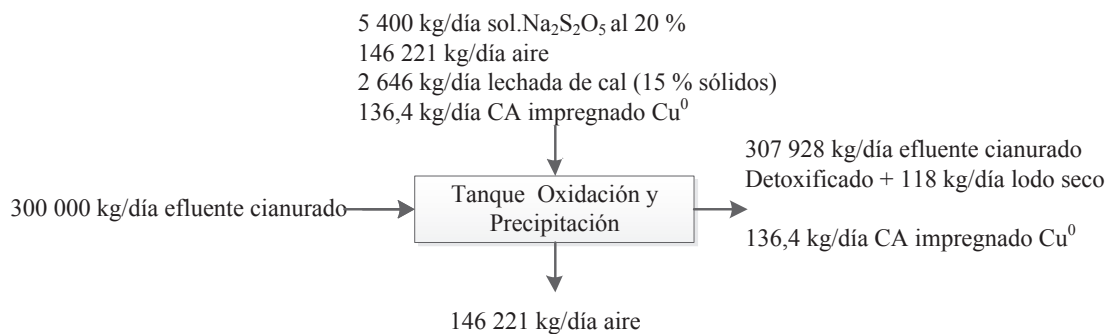 5 400 kg/día sol.Na₂S₂O₅ al 20 %
146 221 kg/día aire
2 646 kg/día lechada de cal (15 % sólidos)
136,4 kg/día CA impregnado Cu⁰
300 000 kg/día efluente cianurado
Tanque Oxidación y
Precipitación
307 928 kg/día efluente cianurado
Detoxificado + 118 kg/día lodo seco
136,4 kg/día CA impregnado Cu⁰
146 221 kg/día aire